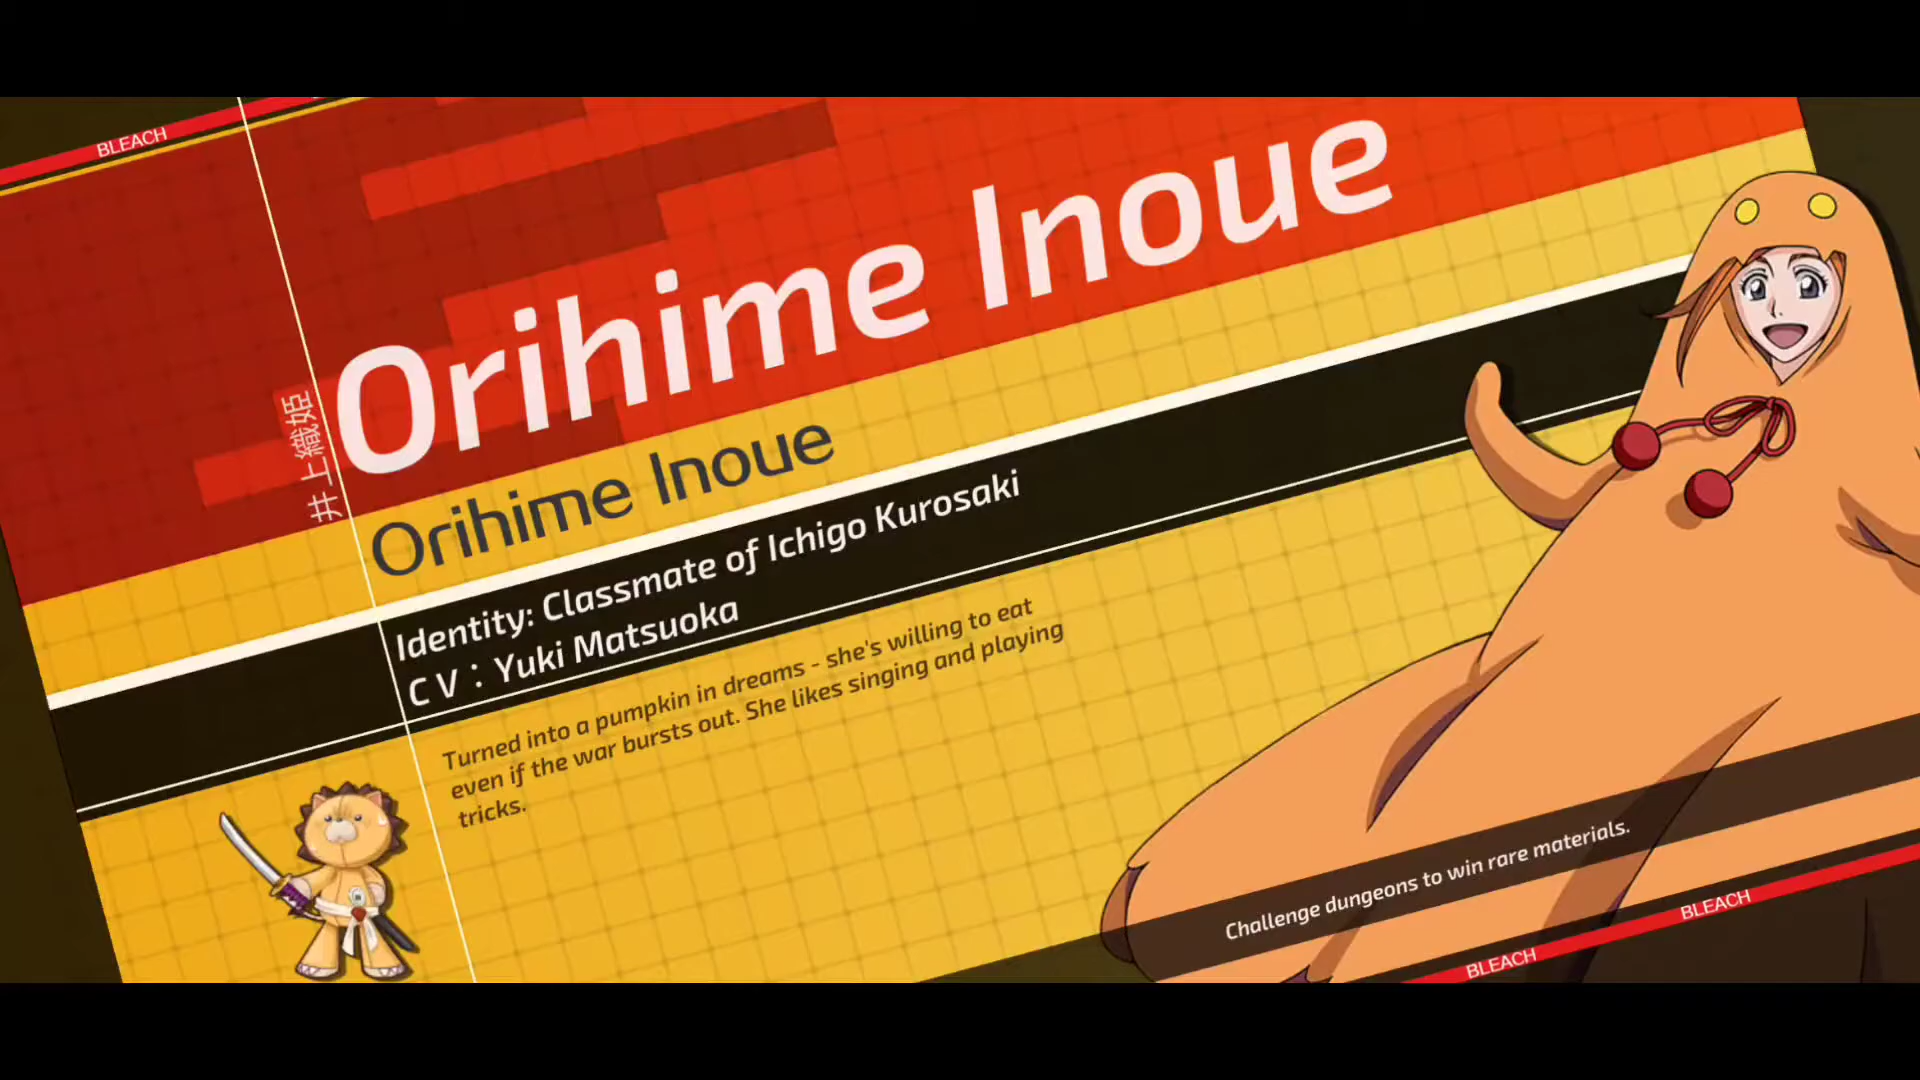 BLEACH
井上織姫
Orihime Inoue
Orihime Inoue
Identity: Classmate of Ichigo Kurosaki
CV：Yuki Matsuoka
Turned into a pumpkin in dreams - she's willing to eat
even if the war bursts out. She likes singing and playing
tricks.
Challenge dungeons to win rare materials.
BLEACH
BLEACH